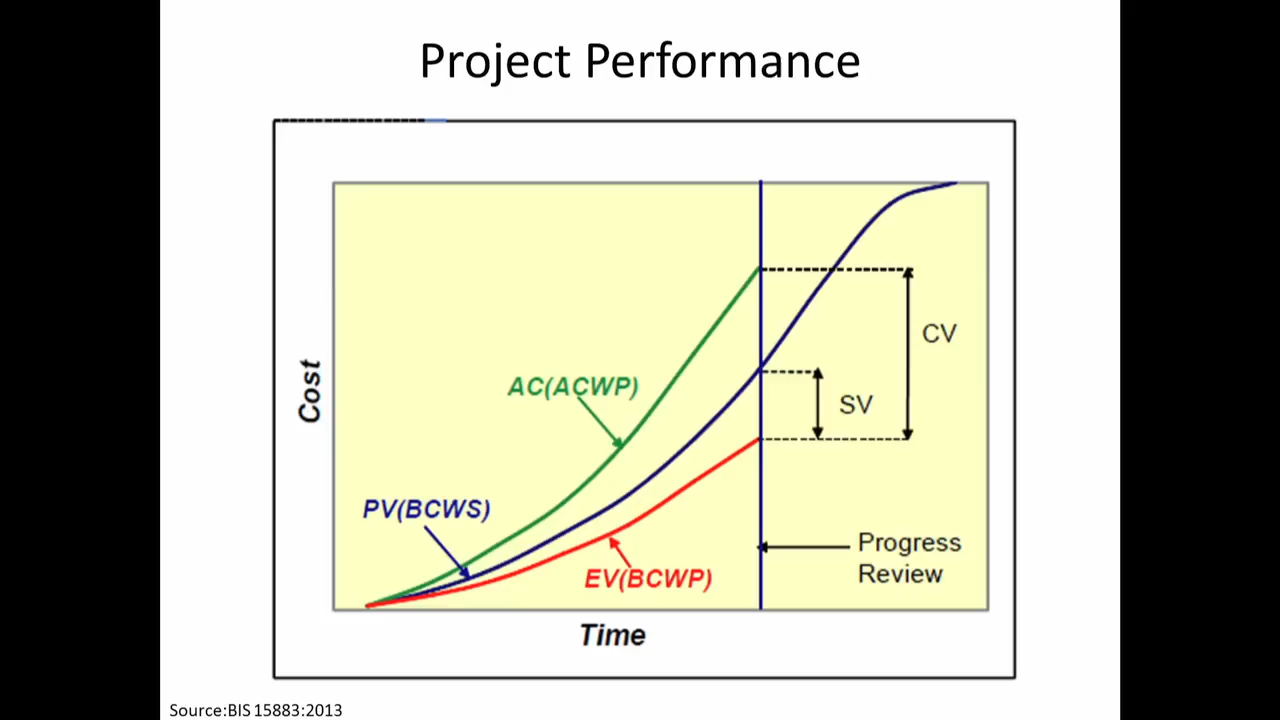 Project Performance
CV
AC(ACWP)
SV
Cost
PV(BCWS)
EV(BCWP)
Progress
Review
Time
Source:BIS 15883:2013